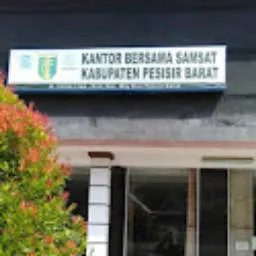 KANTOR BERSAMA SAMSAT
KABUPATEN PESISIR BARAT